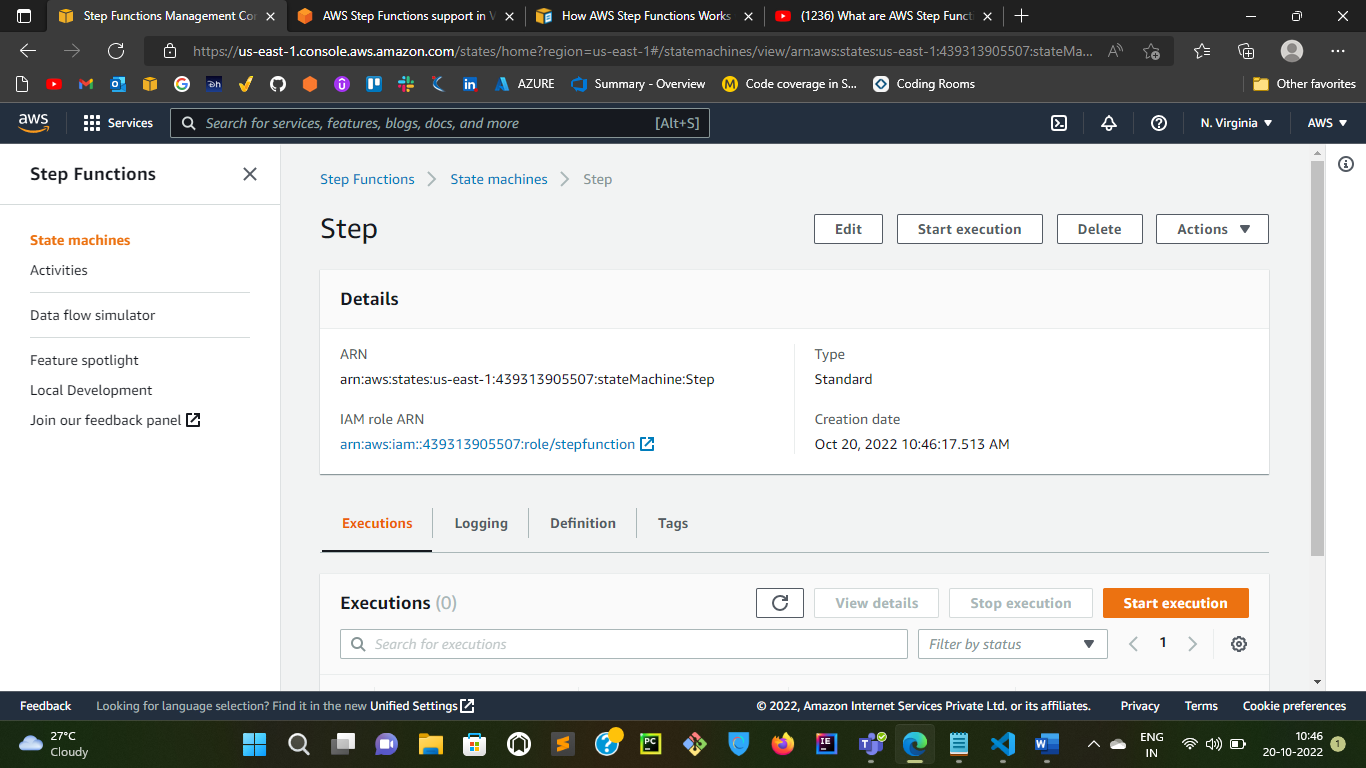 Step Functions Management Con
AWS Step Functions support in V
How AWS Step Functions Works
(1236) What are AWS Step Funct
https://us-east-1.console.aws.amazon.com/states/home?region=us-east-1#/statemachines/view/arn:aws:states:us-east-1:439313905507:stateMa...
AZURE
Summary - Overview
Code coverage in S...
Coding Rooms
Other favorites
aws
Services
Search for services, features, blogs, docs, and more
[Alt+S]
N. Virginia
AWS
Step Functions
State machines
Activities
Data flow simulator
Feature spotlight
Local Development
Join our feedback panel
Step Functions
State machines
Step
Step
Edit
Start execution
Delete
Actions
Details
ARN
arn:aws:states:us-east-1:439313905507:stateMachine:Step
IAM role ARN
arn:aws:iam::439313905507:role/stepfunction
Type
Standard
Creation date
Oct 20, 2022 10:46:17.513 AM
Executions
Logging
Definition
Tags
Executions (0)
View details
Stop execution
Start execution
Search for executions
Filter by status
1
Feedback
Looking for language selection? Find it in the new Unified Settings
© 2022, Amazon Internet Services Private Ltd. or its affiliates.
Privacy
Terms
Cookie preferences
27°C
Cloudy
ENG
IN
10:46
20-10-2022
1